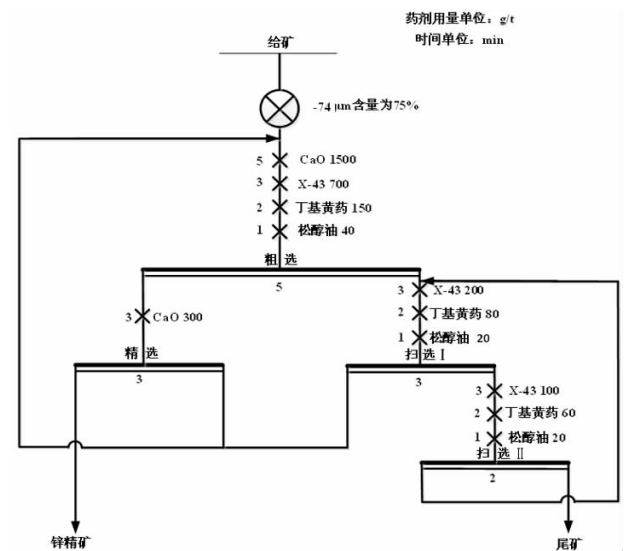 药剂用量单位：g/t
时间单位：min
给矿
-74 μm含量为75%
5 CaO 1500
3 X-43 700
2 丁基黄药 150
1 松醇油 40
粗选
5
3 X-43 200
2 丁基黄药 80
1 松醇油 20
3 CaO 300
精选
3
扫选Ⅰ
3
3 X-43 100
2 丁基黄药 60
1 松醇油 20
扫选Ⅱ
2
锌精矿
尾矿